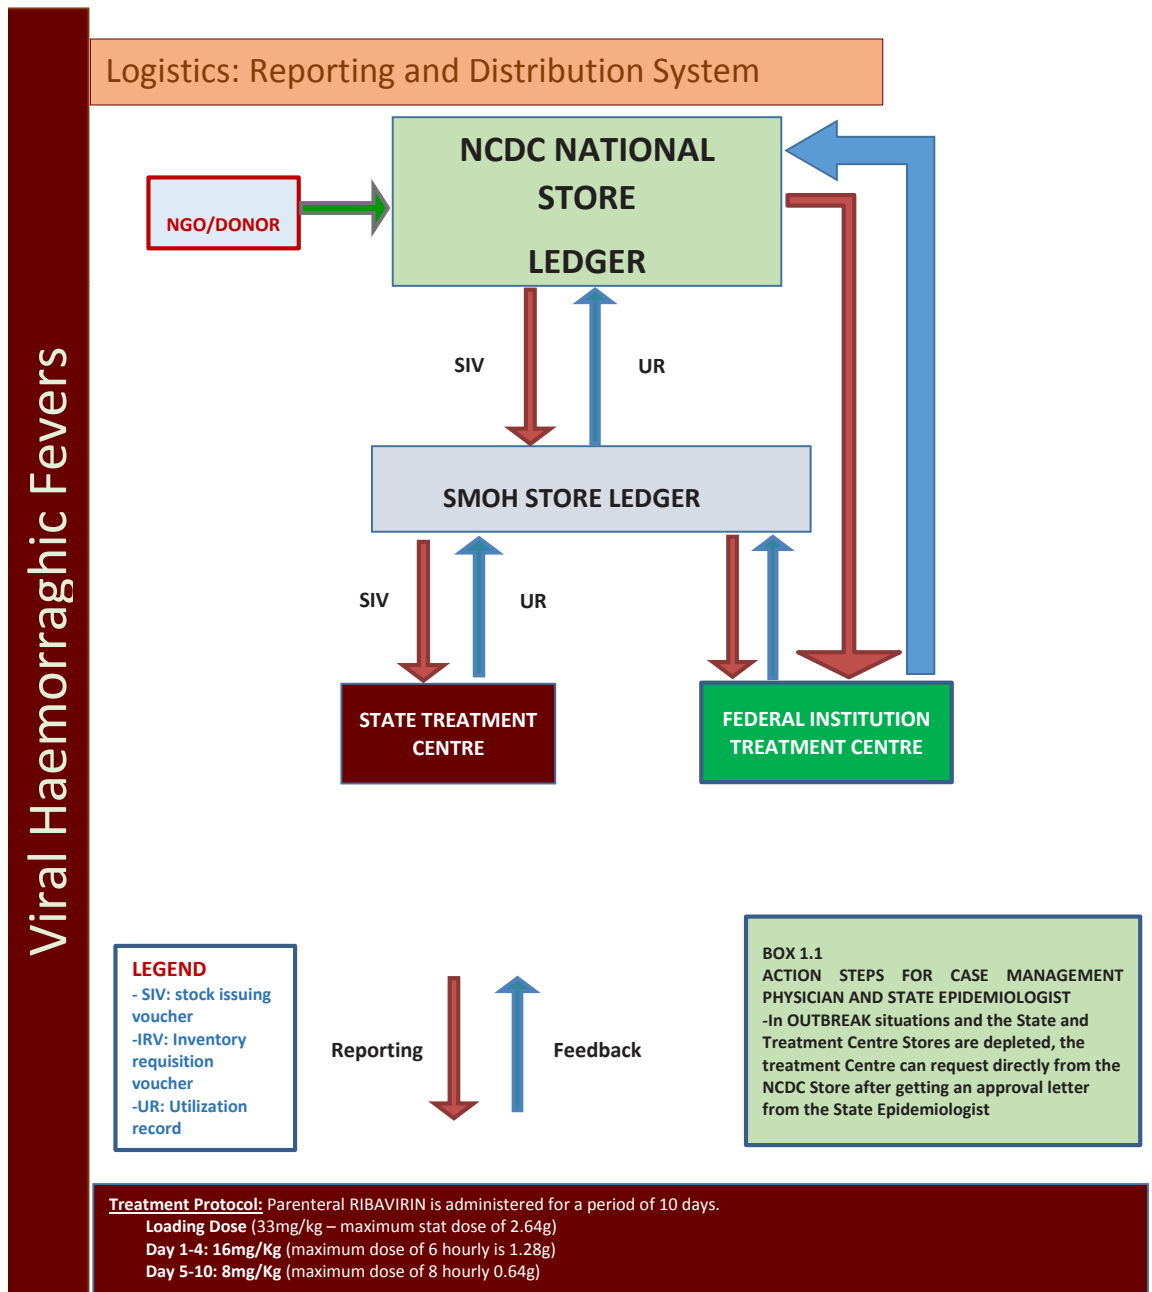 Viral Haemorraghic Fevers
Logistics: Reporting and Distribution System
NCDC NATIONAL
STORE
LEDGER
NGO/DONOR
SIV
UR
SMOH STORE LEDGER
SIV
UR
STATE TREATMENT
CENTRE
FEDERAL INSTITUTION
TREATMENT CENTRE
LEGEND
- SIV: stock issuing
voucher
-IRV: Inventory
requisition
voucher
-UR: Utilization
record
Reporting
Feedback
BOX 1.1
ACTION STEPS FOR CASE MANAGEMENT
PHYSICIAN AND STATE EPIDEMIOLOGIST
-In OUTBREAK situations and the State and
Treatment Centre Stores are depleted, the
treatment Centre can request directly from the
NCDC Store after getting an approval letter
from the State Epidemiologist
Treatment Protocol: Parenteral RIBAVIRIN is administered for a period of 10 days.
Loading Dose (33mg/kg – maximum stat dose of 2.64g)
Day 1-4: 16mg/Kg (maximum dose of 6 hourly is 1.28g)
Day 5-10: 8mg/Kg (maximum dose of 8 hourly 0.64g)